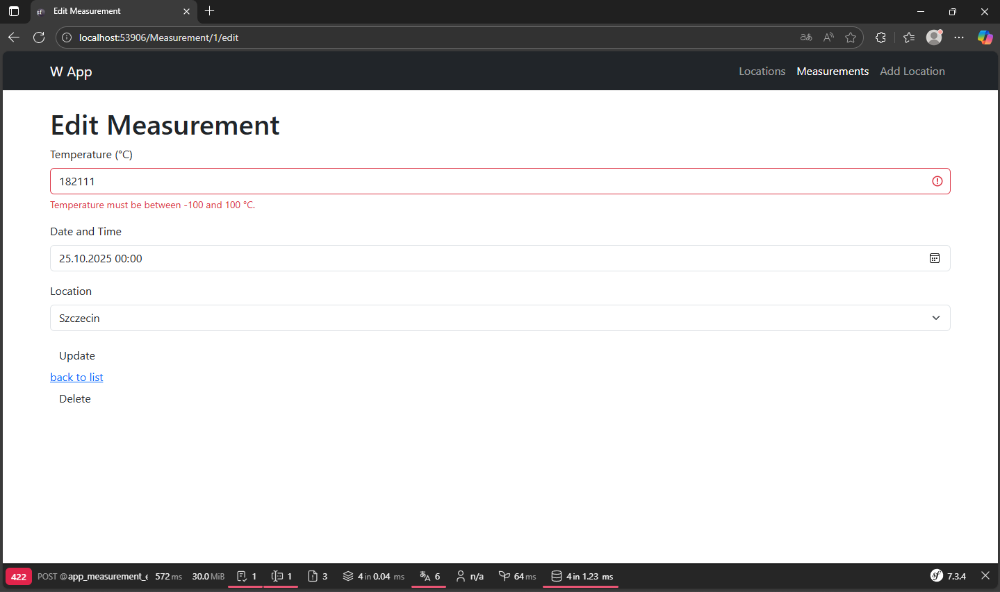 Edit Measurement
localhost:53906/Measurement/1/edit
W App
Locations Measurements Add Location
Edit Measurement
Temperature (°C)
182111
Temperature must be between -100 and 100 °C.
Date and Time
25.10.2025 00:00
Location
Szczecin
Update
back to list
Delete
422 POST @app_measurement_e 572 ms 30.0 MiB 1 1 3 4 in 0.04 ms 6 n/a 64 ms 4 in 1.23 ms sf 7.3.4